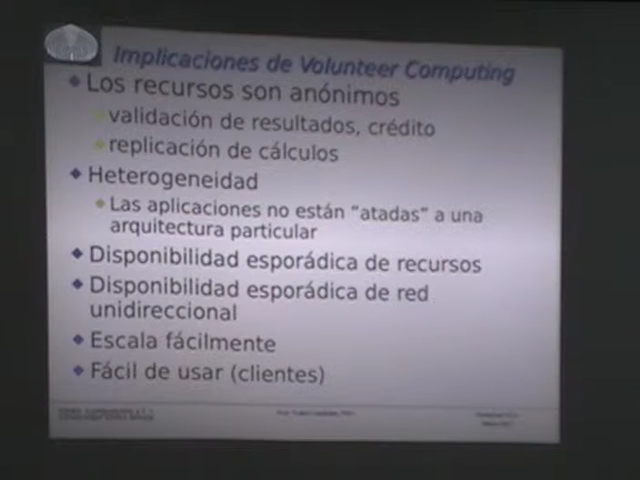 Implicaciones de Volunteer Computing
Los recursos son anónimos
validación de resultados, crédito
replicación de cálculos
Heterogeneidad
Las aplicaciones no están "atadas" a una
arquitectura particular
Disponibilidad esporádica de recursos
Disponibilidad esporádica de red
unidireccional
Escala fácilmente
Fácil de usar (clientes)